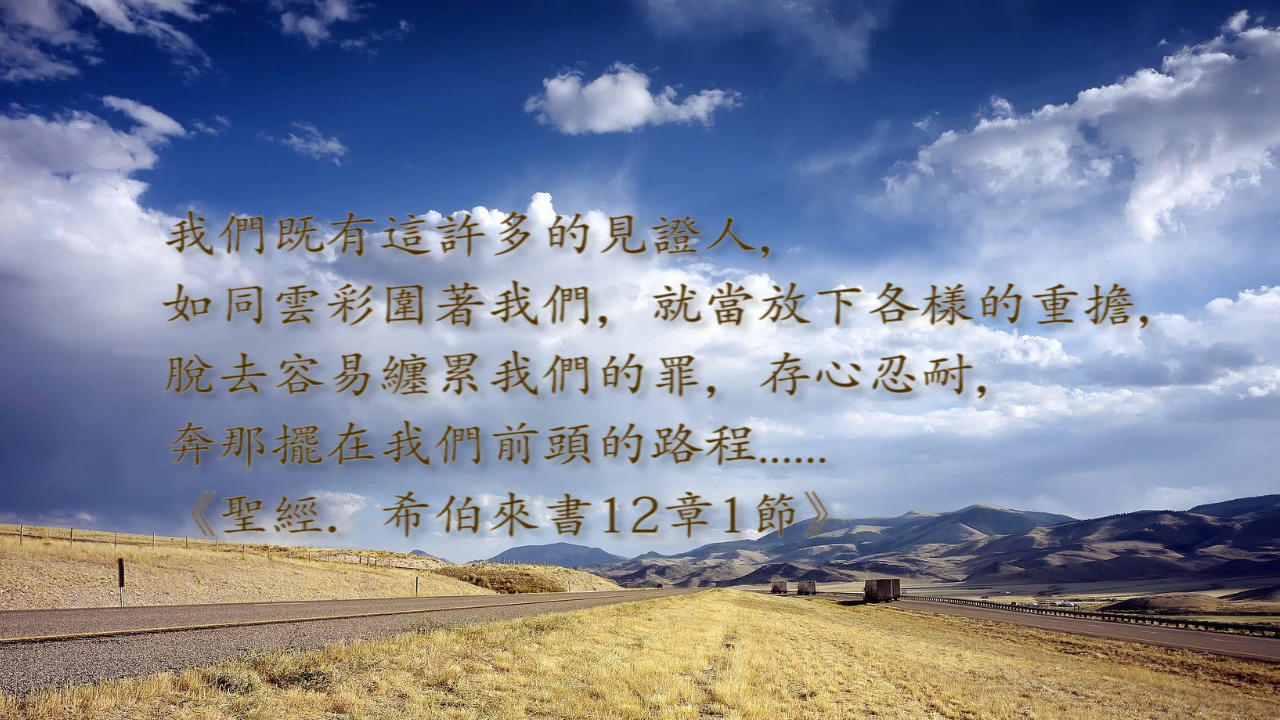 我們既有這許多的見證人，
如同雲彩圍著我們，就當放下各樣的重擔，
脫去容易纏累我們的罪，存心忍耐，
奔那擺在我們前頭的路程……
《聖經．希伯來書12章1節》